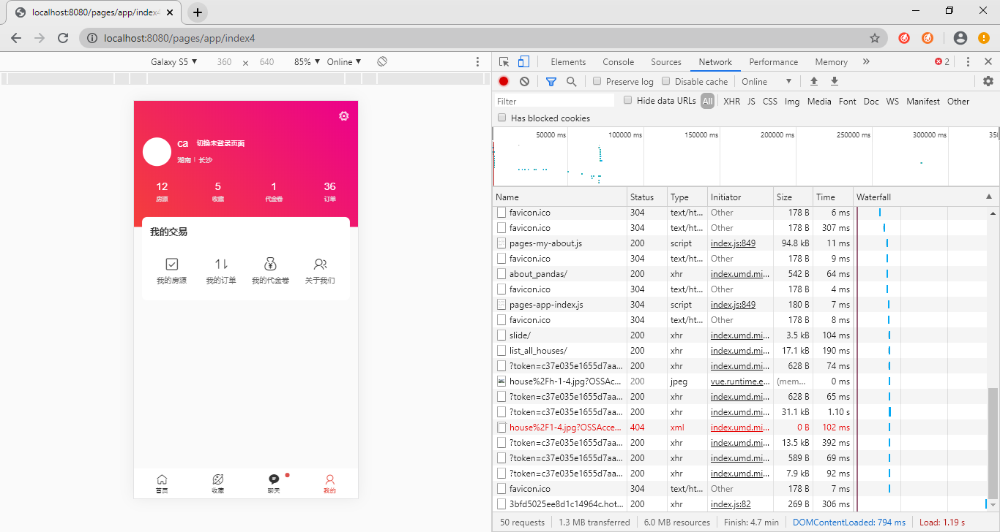 localhost:8080/pages/app/index4
localhost:8080/pages/app/index4
Galaxy S5 ▼ 360 x 640 85% ▼ Online ▼
Elements Console Sources Network Performance Memory » 2
Preserve log Disable cache Online ▼
Filter Hide data URLs All XHR JS CSS Img Media Font Doc WS Manifest Other
Has blocked cookies
50000 ms 100000 ms 150000 ms 200000 ms 250000 ms 300000 ms 35
ca 切换未登录页面
湖南 | 长沙
12 5 1 36
房源 收藏 代金卷 订单
我的交易
我的房源 我的订单 我的代金卷 关于我们
首页 收藏 聊天 我的
Name Status Type Initiator Size Time Waterfall
favicon.ico 304 text/ht... Other 178 B 6 ms
favicon.ico 304 text/ht... Other 178 B 307 ms
pages-my-about.js 200 script index.js:849 94.8 kB 11 ms
favicon.ico 304 text/ht... Other 178 B 9 ms
about_pandas/ 200 xhr index.umd.mi... 542 B 64 ms
favicon.ico 304 text/ht... Other 178 B 4 ms
pages-app-index.js 304 script index.js:849 180 B 7 ms
favicon.ico 304 text/ht... Other 178 B 8 ms
slide/ 200 xhr index.umd.mi... 3.5 kB 104 ms
list_all_houses/ 200 xhr index.umd.mi... 17.1 kB 190 ms
?token=c37e035e1655d7aa... 200 xhr index.umd.mi... 628 B 74 ms
house%2Fh-1-4.jpg?OSSAc... 200 jpeg vue.runtime.e... (mem... 0 ms
?token=c37e035e1655d7aa... 200 xhr index.umd.mi... 628 B 65 ms
?token=c37e035e1655d7aa... 200 xhr index.umd.mi... 31.1 kB 1.10 s
house%2F1-4.jpg?OSSAcce... 404 xml index.umd.mi... 0 B 102 ms
?token=c37e035e1655d7aa... 200 xhr index.umd.mi... 13.5 kB 392 ms
?token=c37e035e1655d7aa... 200 xhr index.umd.mi... 589 B 69 ms
?token=c37e035e1655d7aa... 200 xhr index.umd.mi... 7.9 kB 92 ms
favicon.ico 304 text/ht... Other 178 B 7 ms
3bfd5025ee8d1c14964c.hot... 200 xhr index.js:82 269 B 306 ms
50 requests 1.3 MB transferred 6.0 MB resources Finish: 4.7 min DOMContentLoaded: 794 ms Load: 1.19 s